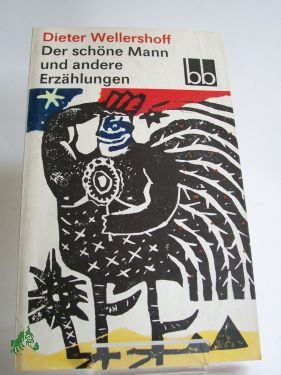 Dieter Wellershoff
Der schöne Mann
und andere
Erzählungen
bb